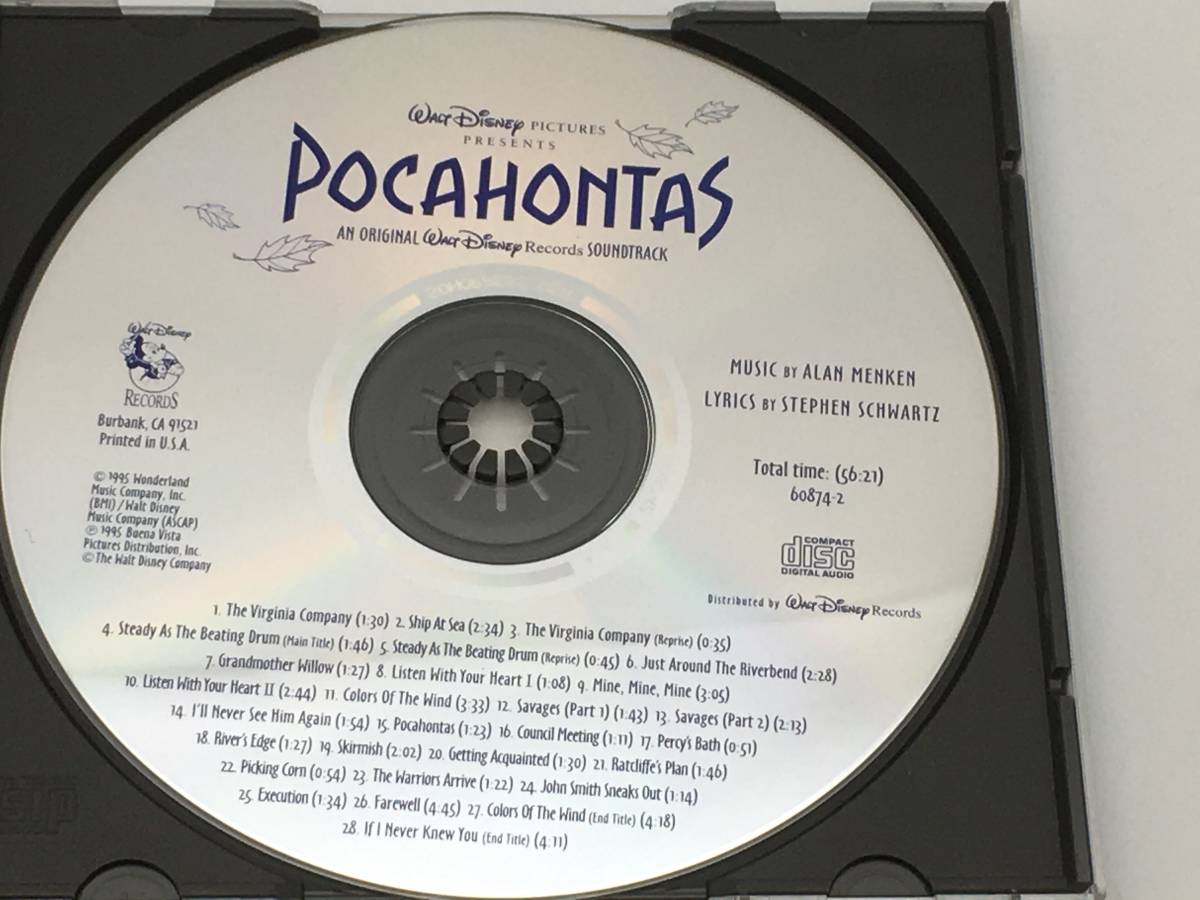 WALT DISNEY PICTURES
PRESENTS
POCAHONTAS
AN ORIGINAL WALT DISNEY Records SOUNDTRACK
WALT DISNEY
RECORDS
Burbank, CA 91521
Printed in U.S.A.
© 1995 Wonderland
Music Company, Inc.
(BMI) / Walt Disney
Music Company (ASCAP)
℗ 1995 Buena Vista
Pictures Distribution, Inc.
© The Walt Disney Company
MUSIC BY ALAN MENKEN
LYRICS BY STEPHEN SCHWARTZ
Total time: (56:21)
60874-2
COMPACT
disc
DIGITAL AUDIO
Distributed by WALT DISNEY Records
1. The Virginia Company (1:30) 2. Ship At Sea (2:34) 3. The Virginia Company (Reprise) (0:35)
4. Steady As The Beating Drum (Main Title) (1:46) 5. Steady As The Beating Drum (Reprise) (0:45) 6. Just Around The Riverbend (2:28)
7. Grandmother Willow (1:27) 8. Listen With Your Heart I (1:08) 9. Mine, Mine, Mine (3:05)
10. Listen With Your Heart II (2:44) 11. Colors Of The Wind (3:33) 12. Savages (Part 1) (1:43) 13. Savages (Part 2) (2:13)
14. I'll Never See Him Again (1:54) 15. Pocahontas (1:23) 16. Council Meeting (1:11) 17. Percy's Bath (0:51)
18. River's Edge (1:27) 19. Skirmish (2:02) 20. Getting Acquainted (1:30) 21. Ratcliffe's Plan (1:46)
22. Picking Corn (0:54) 23. The Warriors Arrive (1:22) 24. John Smith Sneaks Out (1:14)
25. Execution (1:34) 26. Farewell (4:45) 27. Colors Of The Wind (End Title) (4:18)
28. If I Never Knew You (End Title) (4:11)